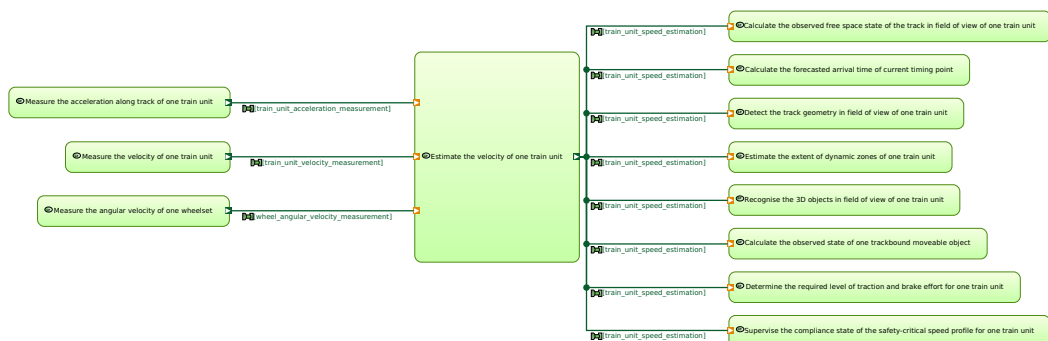 Calculate the observed free space state of the track in field of view of one train unit
[train_unit_speed_estimation]
Calculate the forecasted arrival time of current timing point
[train_unit_speed_estimation]
Measure the acceleration along track of one train unit
[train_unit_acceleration_measurement]
Detect the track geometry in field of view of one train unit
[train_unit_speed_estimation]
Measure the velocity of one train unit
[train_unit_velocity_measurement]
Estimate the velocity of one train unit
Estimate the extent of dynamic zones of one train unit
[train_unit_speed_estimation]
Measure the angular velocity of one wheelset
[wheel_angular_velocity_measurement]
Recognise the 3D objects in field of view of one train unit
[train_unit_speed_estimation]
Calculate the observed state of one trackbound moveable object
[train_unit_speed_estimation]
Determine the required level of traction and brake effort for one train unit
[train_unit_speed_estimation]
Supervise the compliance state of the safety-critical speed profile for one train unit
[train_unit_speed_estimation]